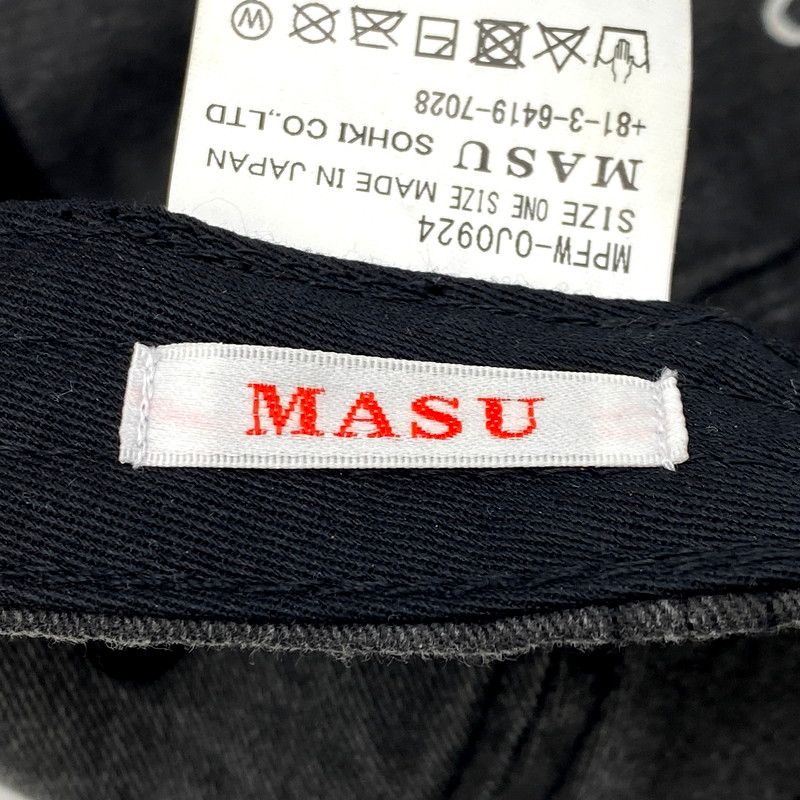 MPFW-0J0924
SIZE ONE SIZE MADE IN JAPAN
MASU SOHKI CO.,LTD
+81-3-6419-7028
W
MASU